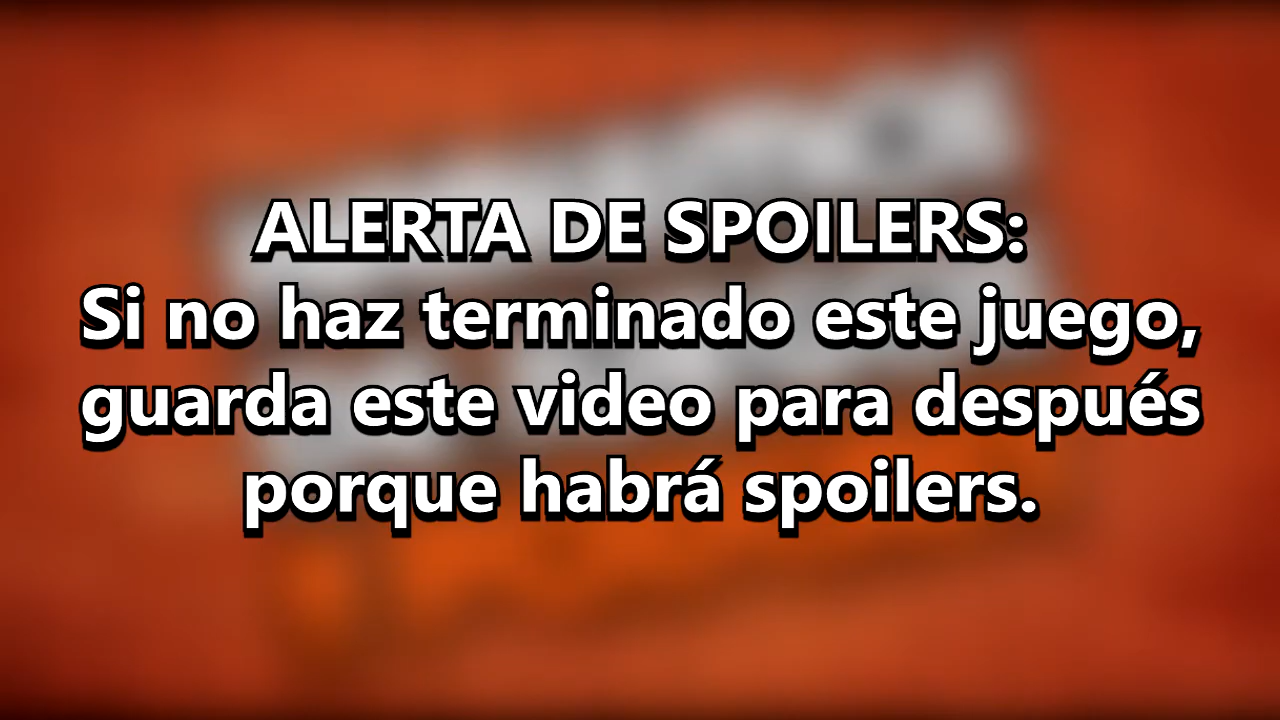 ALERTA DE SPOILERS:
Si no haz terminado este juego,
guarda este video para después
porque habrá spoilers.